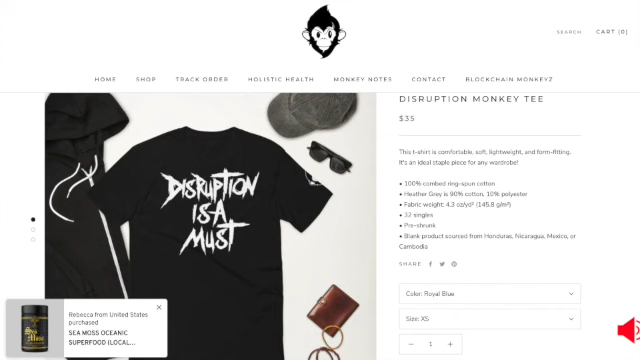 SEARCH
CART (0)
HOME
SHOP
TRACK ORDER
HOLISTIC HEALTH
MONKEY NOTES
CONTACT
BLOCKCHAIN MONKEYZ
DISRUPTION MONKEY TEE
$35
This t-shirt is comfortable, soft, lightweight, and form-fitting.
It's an ideal staple piece for any wardrobe!
• 100% combed ring-spun cotton
• Heather Grey is 90% cotton, 10% polyester
• Fabric weight: 4.3 oz/yd² (145.8 g/m²)
• 32 singles
• Pre-shrunk
• Blank product sourced from Honduras, Nicaragua, Mexico, or
Cambodia
SHARE
Color: Royal Blue
Size: XS
— 1 +
DISRUPTION
IS A
MUST
Rebecca from United States
purchased
SEA MOSS OCEANIC
SUPERFOOD (LOCAL...
Sea
Moss